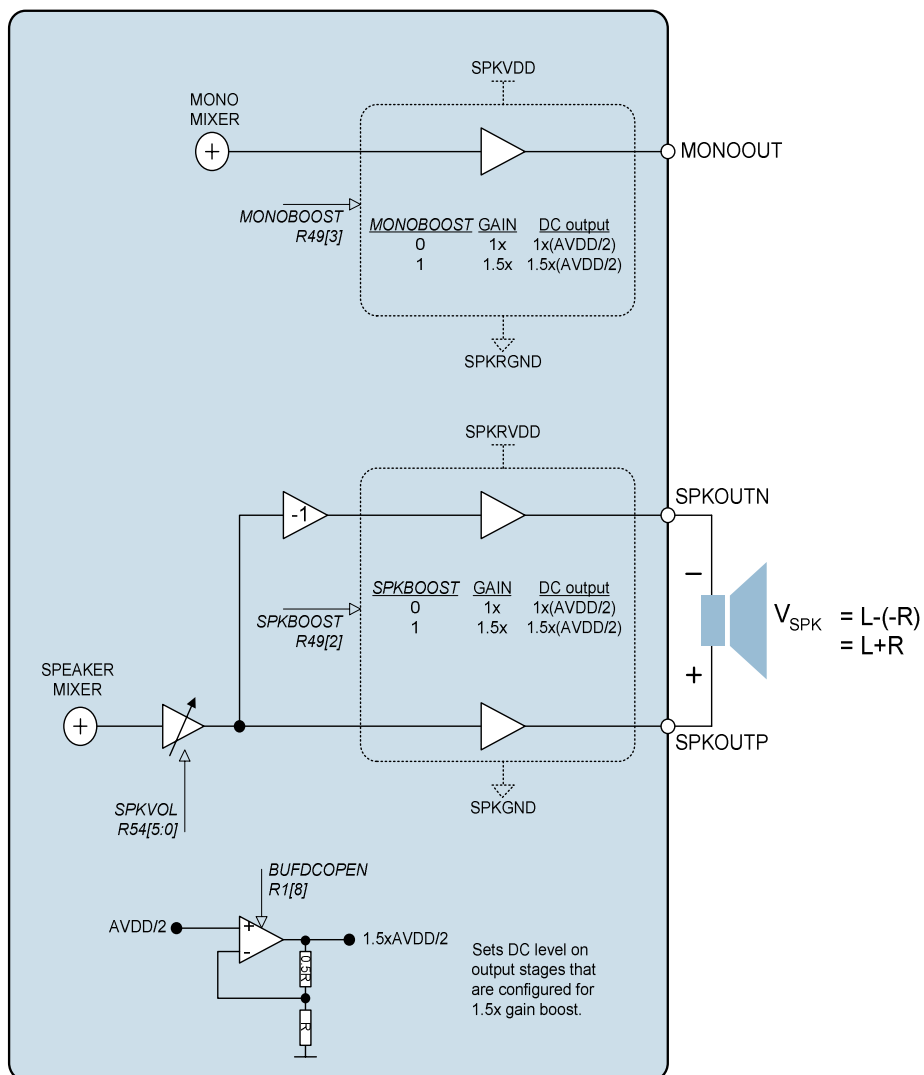 SPKVDD
MONO
MIXER
+
MONOOUT
MONOBOOST
R49[3]
MONOBOOST GAIN DC output
0 1x 1x(AVDD/2)
1 1.5x 1.5x(AVDD/2)
SPKRGND
SPKRVDD
SPKOUTN
-1
SPKBOOST
R49[2]
SPKBOOST GAIN DC output
0 1x 1x(AVDD/2)
1 1.5x 1.5x(AVDD/2)
−
VSPK = L-(-R)
= L+R
+
SPEAKER
MIXER
+
SPKOUTP
SPKGND
SPKVOL
R54[5:0]
BUFDCOPEN
R1[8]
AVDD/2
+
-
1.5xAVDD/2
0.5R
R
Sets DC level on
output stages that
are configured for
1.5x gain boost.